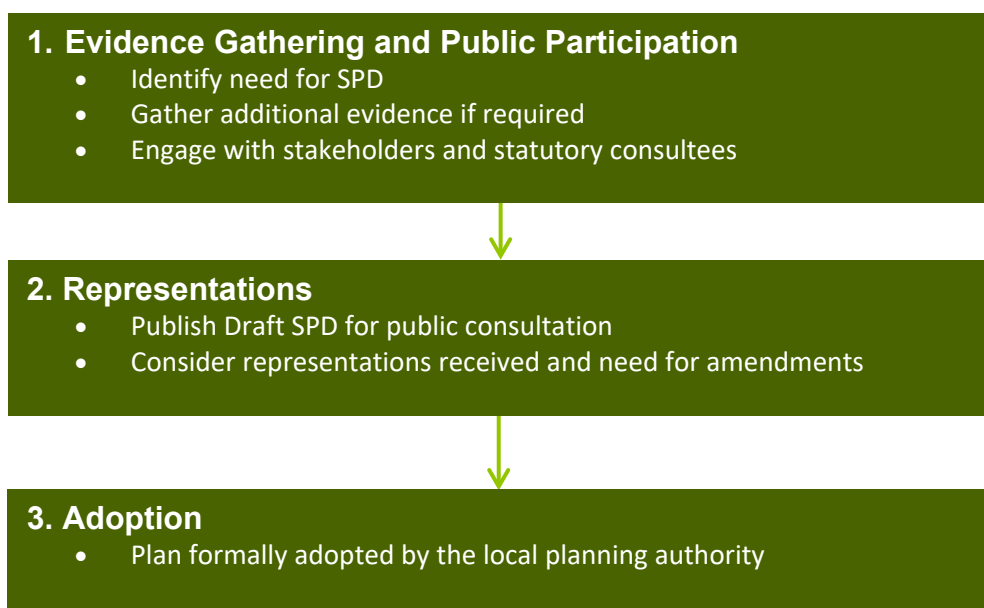 1. Evidence Gathering and Public Participation
• Identify need for SPD
• Gather additional evidence if required
• Engage with stakeholders and statutory consultees
2. Representations
• Publish Draft SPD for public consultation
• Consider representations received and need for amendments
3. Adoption
• Plan formally adopted by the local planning authority